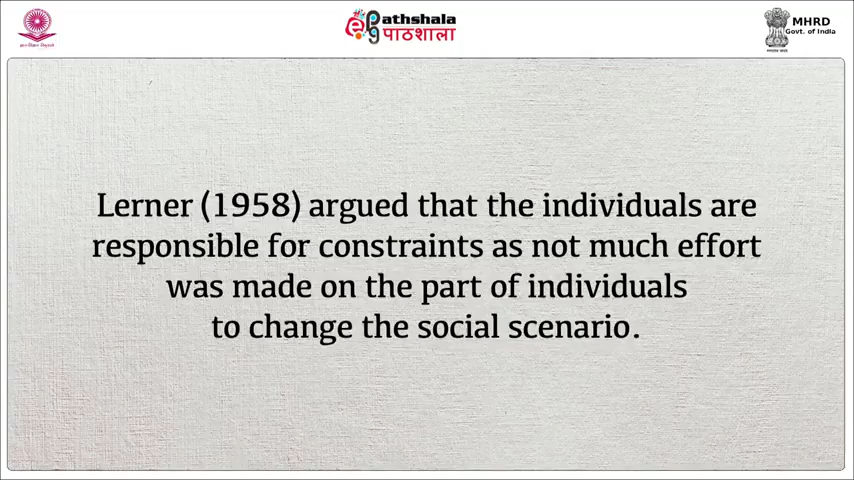 ePathshala
पाठशाला
MHRD
Govt. of India
Lerner (1958) argued that the individuals are
responsible for constraints as not much effort
was made on the part of individuals
to change the social scenario.